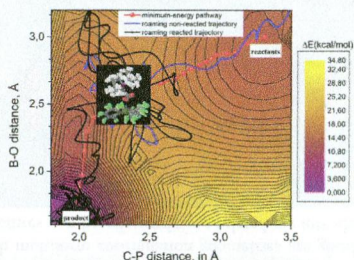 minimum-energy pathway
roaming non-reacted trajectory
roaming reacted trajectory
reactants
ΔE(kcal/mol)
3,0
2,5
2,0
B-O distance, Å
34,80
32,40
28,80
25,20
21,60
18,00
14,40
10,80
7,200
3,600
0,000
product
2,0
2,5
3,0
3,5
C-P distance, in Å